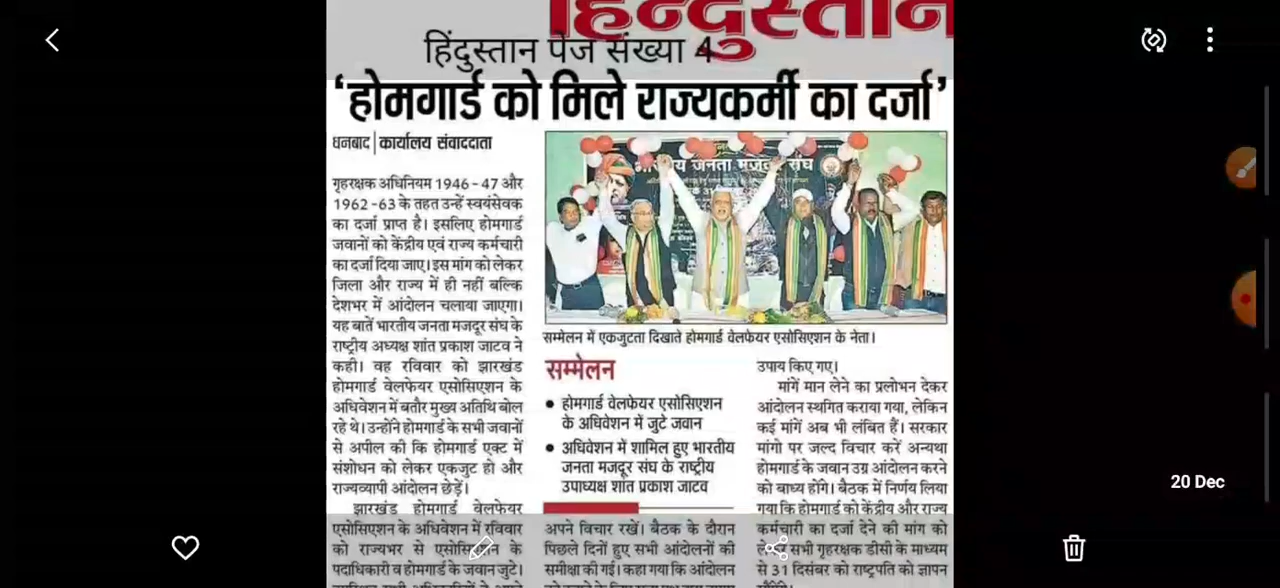 हिन्दुस्तान
हिंदुस्तान पेज संख्या 4
'होमगार्ड को मिले राज्यकर्मी का दर्जा'
धनबाद | कार्यालय संवाददाता
गृहरक्षक अधिनियम 1946-47 और
1962-63 के तहत उन्हें स्वयंसेवक
का दर्जा प्राप्त है। इसलिए होमगार्ड
जवानों को केंद्रीय एवं राज्य कर्मचारी
का दर्जा दिया जाए। इस मांग को लेकर
जिला और राज्य में ही नहीं बल्कि
देशभर में आंदोलन चलाया जाएगा।
यह बातें भारतीय जनता मजदूर संघ के
राष्ट्रीय अध्यक्ष शांत प्रकाश जाटव ने
कही। वह रविवार को झारखंड
होमगार्ड वेलफेयर एसोसिएशन के
अधिवेशन में बतौर मुख्य अतिथि बोल
रहे थे। उन्होंने होमगार्ड के सभी जवानों
से अपील की कि होमगार्ड एक्ट में
संशोधन को लेकर एकजुट हो और
राज्यव्यापी आंदोलन छेड़ें।
झारखंड होमगार्ड वेलफेयर
एसोसिएशन के अधिवेशन में रविवार
को राज्यभर से एसोसिएशन के
पदाधिकारी व होमगार्ड के जवान जुटे।
जनता मजदूर संघ
सम्मेलन में एकजुटता दिखाते होमगार्ड वेलफेयर एसोसिएशन के नेता।
सम्मेलन
• होमगार्ड वेलफेयर एसोसिएशन
के अधिवेशन में जुटे जवान
• अधिवेशन में शामिल हुए भारतीय
जनता मजदूर संघ के राष्ट्रीय
उपाध्यक्ष शांत प्रकाश जाटव
अपने विचार रखें। बैठक के दौरान
पिछले दिनों हुए सभी आंदोलनों की
समीक्षा की गई। कहा गया कि आंदोलन
उपाय किए गए।
मांगें मान लेने का प्रलोभन देकर
आंदोलन स्थगित कराया गया, लेकिन
कई मांगें अब भी लंबित हैं। सरकार
मांगो पर जल्द विचार करें अन्यथा
होमगार्ड के जवान उग्र आंदोलन करने
को बाध्य होंगे। बैठक में निर्णय लिया
गया कि होमगार्ड को केंद्रीय और राज्य
कर्मचारी का दर्जा देने की मांग को
लेकर सभी गृहरक्षक डीसी के माध्यम
से 31 दिसंबर को राष्ट्रपति को ज्ञापन
20 Dec